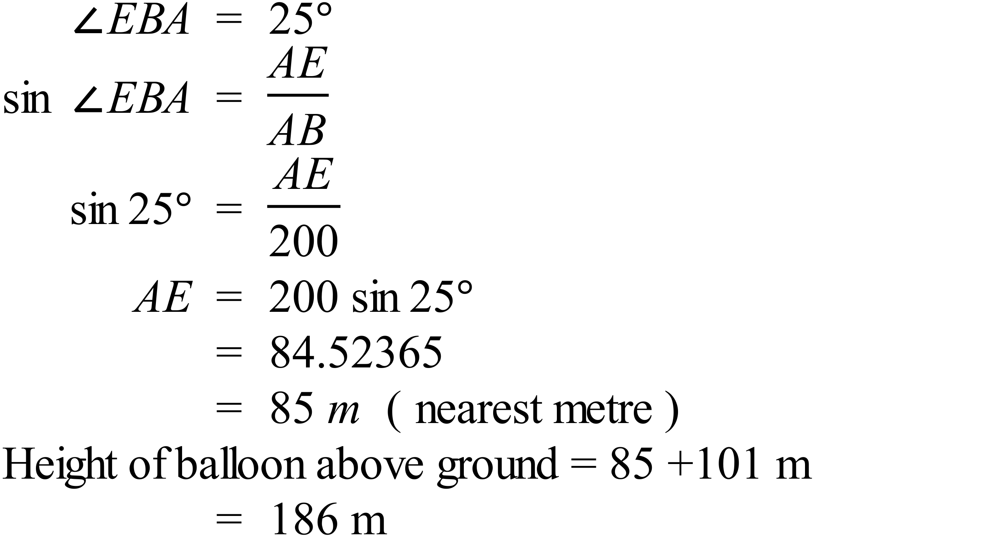 ∠EBA = 25°
sin ∠EBA = AE/AB
sin 25° = AE/200
AE = 200 sin 25°
= 84.52365
= 85 m ( nearest metre )
Height of balloon above ground = 85 +101 m
= 186 m